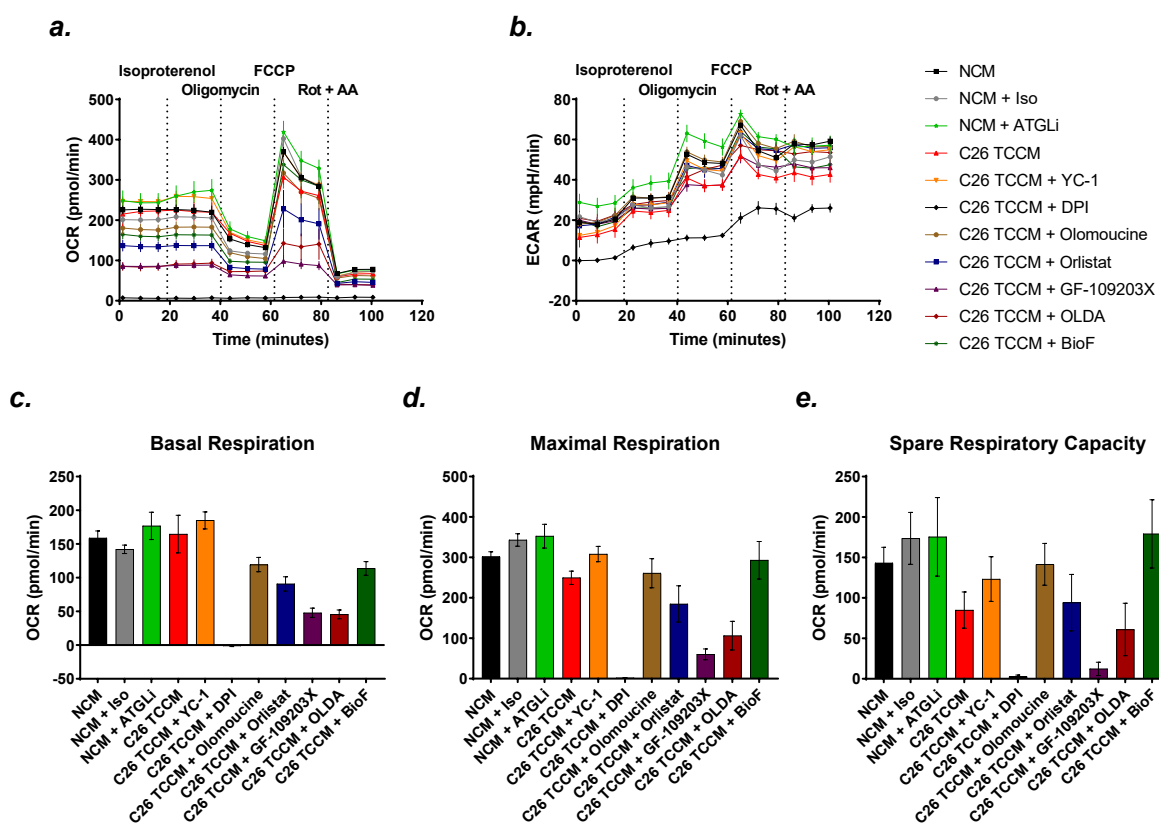 a.
Isoproterenol
FCCP
Oligomycin
Rot + AA
OCR (pmol/min)
500
400
300
200
100
0
0 20 40 60 80 100 120
Time (minutes)
b.
Isoproterenol
FCCP
Oligomycin
Rot + AA
ECAR (mpH/min)
80
60
40
20
0
-20
0 20 40 60 80 100 120
Time (minutes)
NCM
NCM + Iso
NCM + ATGLi
C26 TCCM
C26 TCCM + YC-1
C26 TCCM + DPI
C26 TCCM + Olomoucine
C26 TCCM + Orlistat
C26 TCCM + GF-109203X
C26 TCCM + OLDA
C26 TCCM + BioF
c.
Basal Respiration
OCR (pmol/min)
250
200
150
100
50
0
-50
NCM
NCM + Iso
NCM + ATGLi
C26 TCCM
C26 TCCM + YC-1
C26 TCCM + DPI
C26 TCCM + Olomoucine
C26 TCCM + Orlistat
C26 TCCM + GF-109203X
C26 TCCM + OLDA
C26 TCCM + BioF
d.
Maximal Respiration
OCR (pmol/min)
500
400
300
200
100
0
NCM
NCM + Iso
NCM + ATGLi
C26 TCCM
C26 TCCM + YC-1
C26 TCCM + DPI
C26 TCCM + Olomoucine
C26 TCCM + Orlistat
C26 TCCM + GF-109203X
C26 TCCM + OLDA
C26 TCCM + BioF
e.
Spare Respiratory Capacity
OCR (pmol/min)
250
200
150
100
50
0
NCM
NCM + Iso
NCM + ATGLi
C26 TCCM
C26 TCCM + YC-1
C26 TCCM + DPI
C26 TCCM + Olomoucine
C26 TCCM + Orlistat
C26 TCCM + GF-109203X
C26 TCCM + OLDA
C26 TCCM + BioF